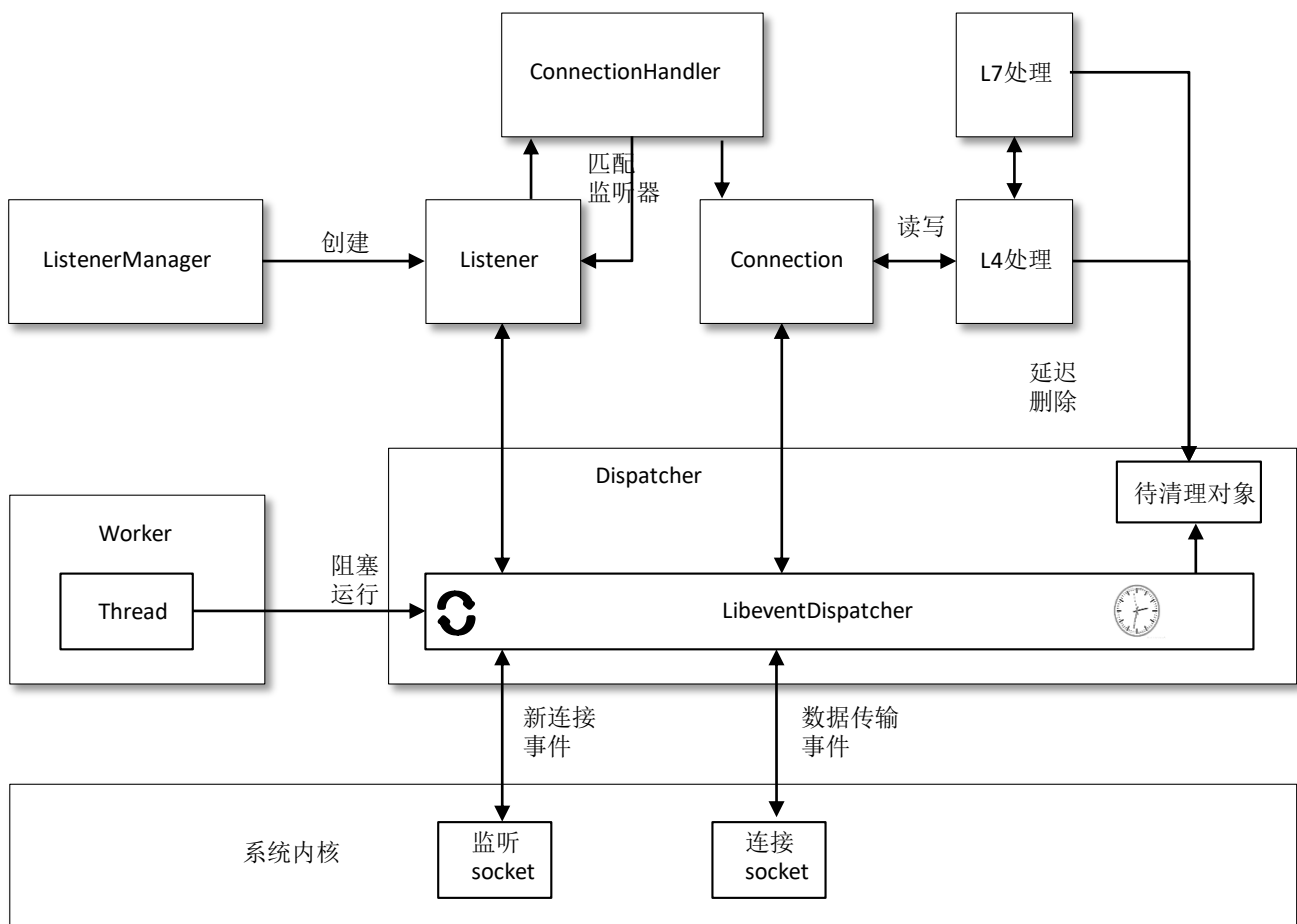 ConnectionHandler
L7处理
匹配
监听器
ListenerManager
创建
Listener
Connection
读写
L4处理
延迟
删除
Dispatcher
待清理对象
Worker
Thread
阻塞
运行
LibeventDispatcher
新连接
事件
数据传输
事件
系统内核
监听
socket
连接
socket